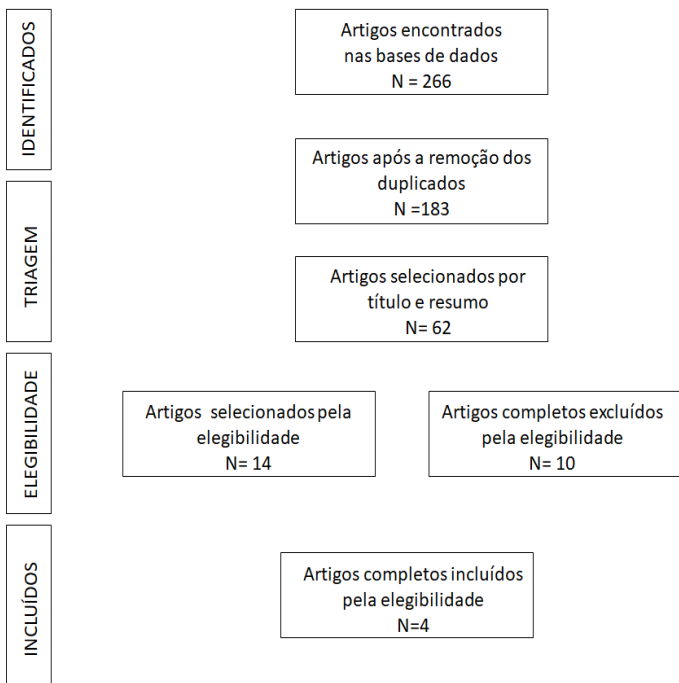 IDENTIFICADOS
Artigos encontrados
nas bases de dados
N = 266
Artigos após a remoção dos
duplicados
N =183
TRIAGEM
Artigos selecionados por
título e resumo
N= 62
ELEGIBILIDADE
Artigos selecionados pela
elegibilidade
N= 14
Artigos completos excluídos
pela elegibilidade
N= 10
INCLUÍDOS
Artigos completos incluídos
pela elegibilidade
N=4